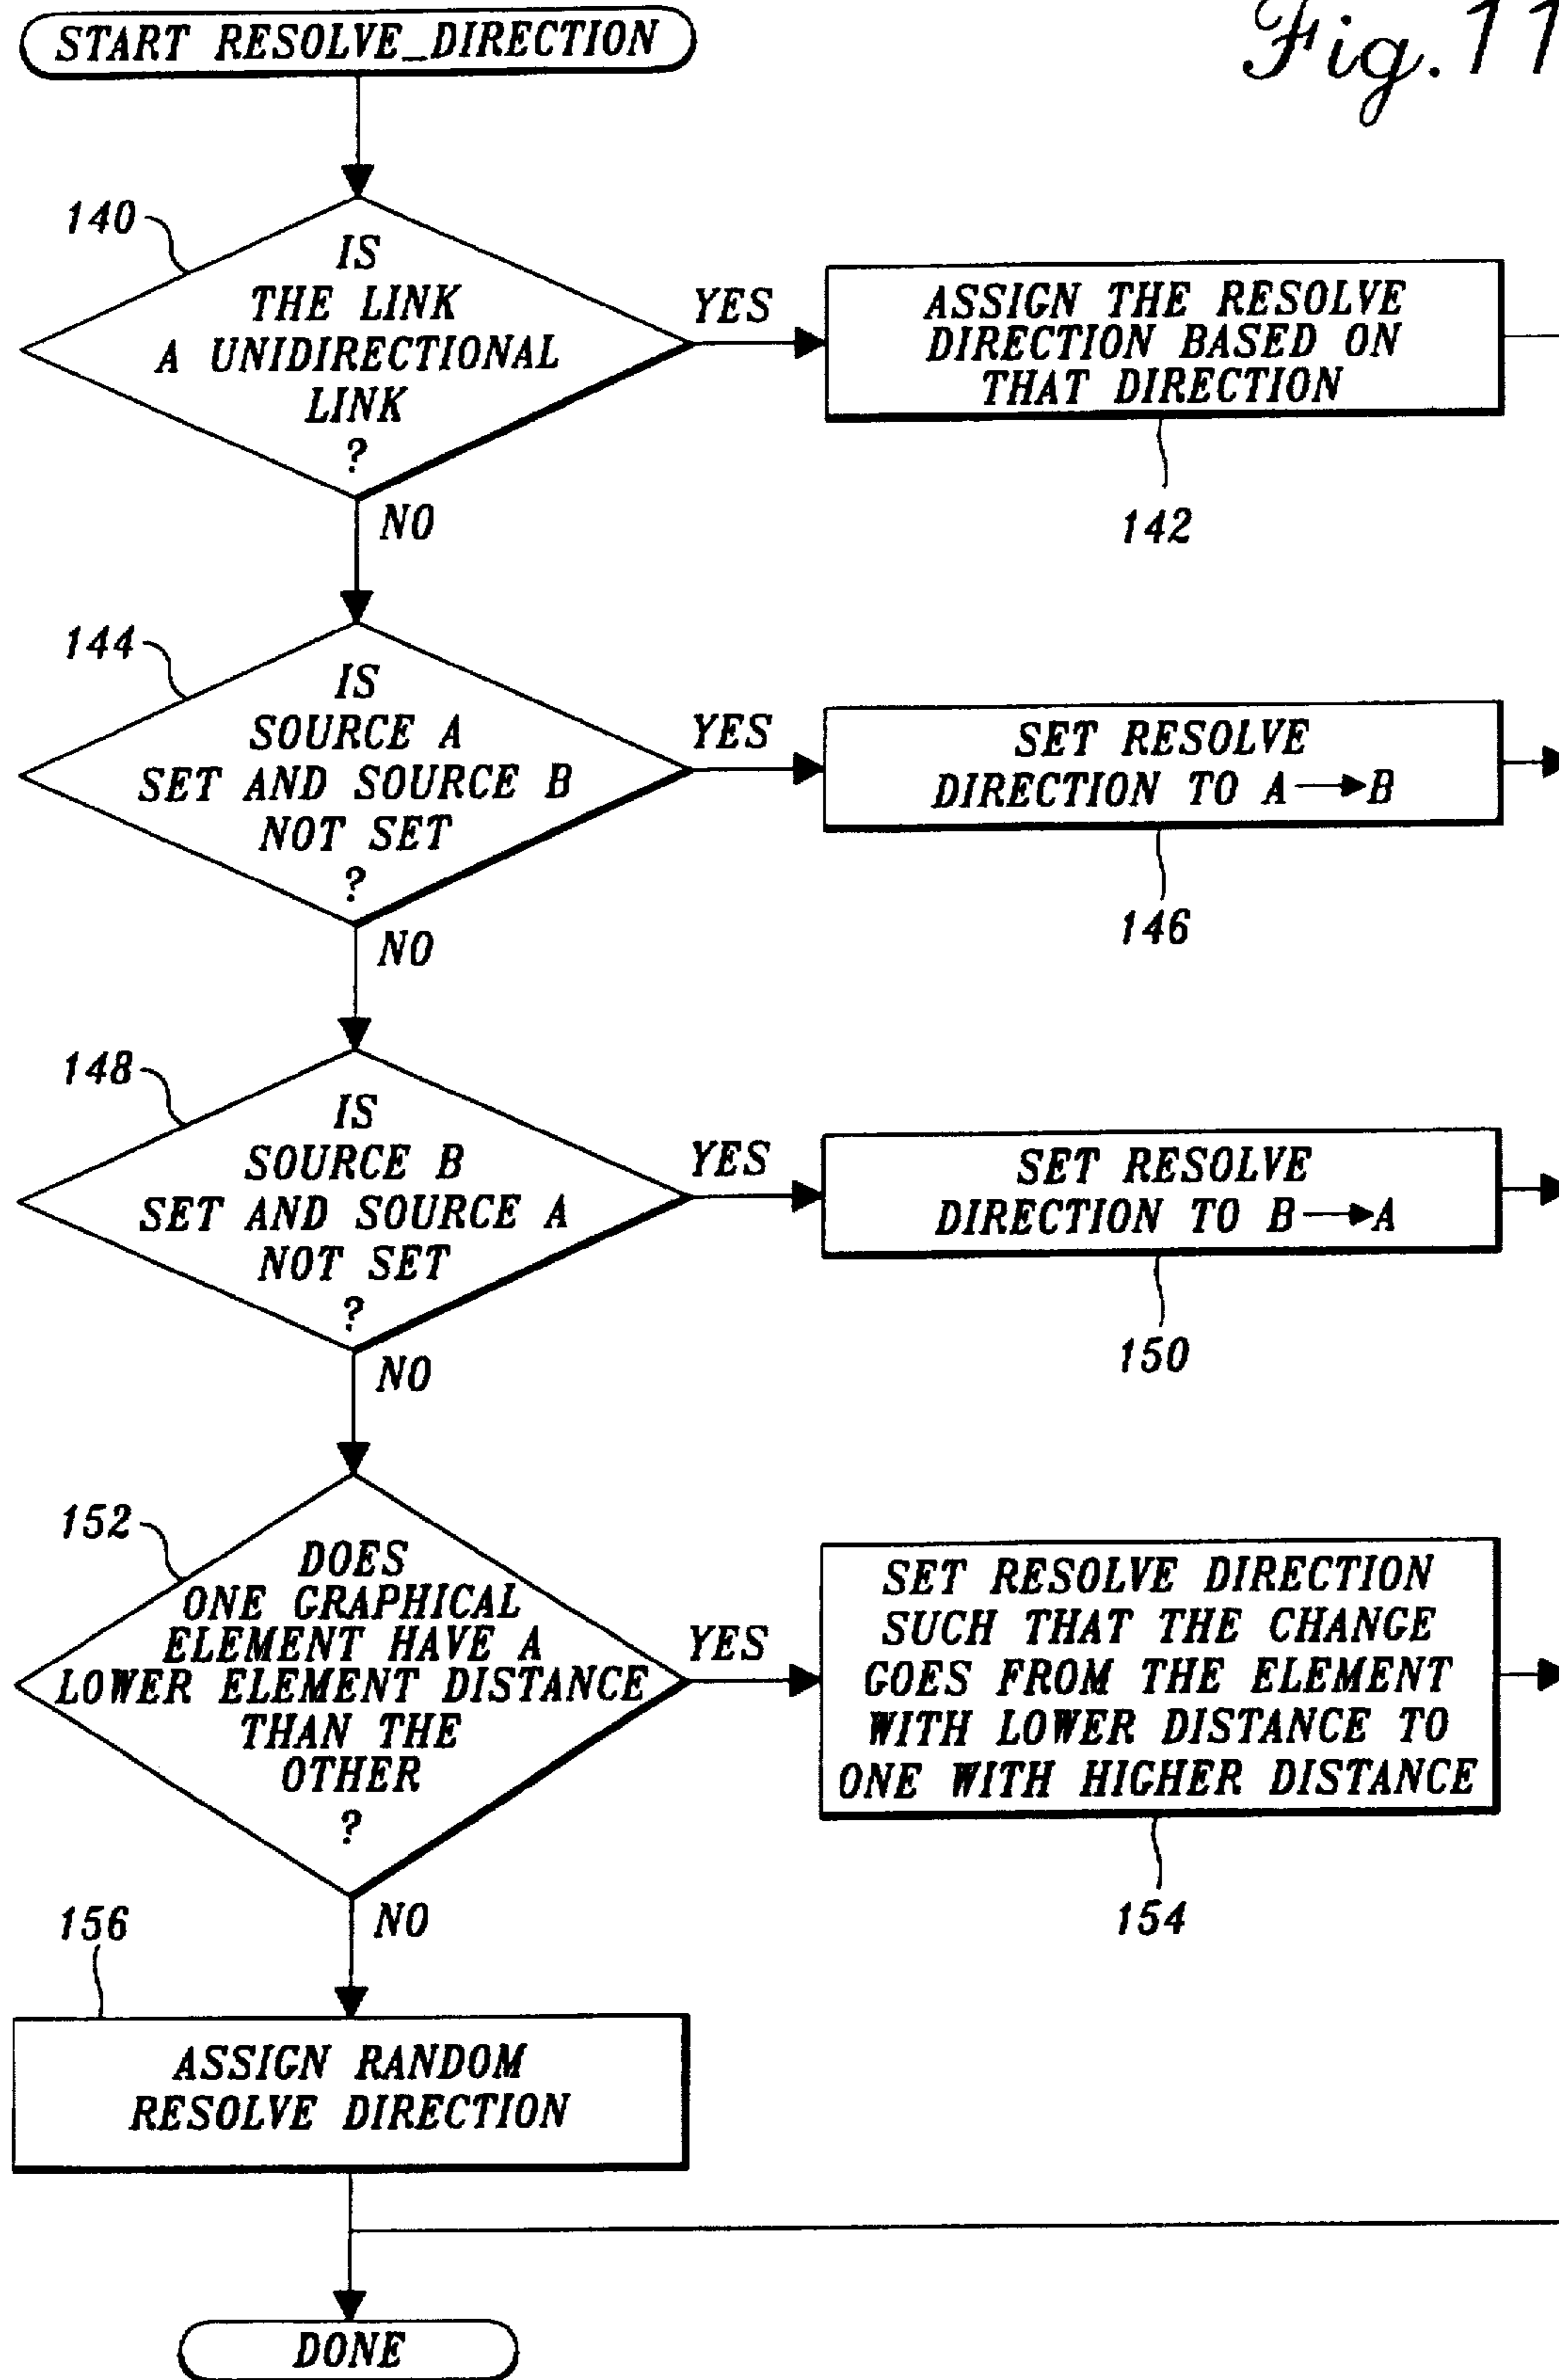 START RESOLVE_DIRECTION
Fig. 11
140
IS
THE LINK
A UNIDIRECTIONAL
LINK
?
YES
ASSIGN THE RESOLVE
DIRECTION BASED ON
THAT DIRECTION
142
NO
144
IS
SOURCE A
SET AND SOURCE B
NOT SET
?
YES
SET RESOLVE
DIRECTION TO A→B
146
NO
148
IS
SOURCE B
SET AND SOURCE A
NOT SET
?
YES
SET RESOLVE
DIRECTION TO B→A
150
NO
152
DOES
ONE GRAPHICAL
ELEMENT HAVE A
LOWER ELEMENT DISTANCE
THAN THE
OTHER
?
YES
SET RESOLVE DIRECTION
SUCH THAT THE CHANGE
GOES FROM THE ELEMENT
WITH LOWER DISTANCE TO
ONE WITH HIGHER DISTANCE
154
NO
156
ASSIGN RANDOM
RESOLVE DIRECTION
DONE